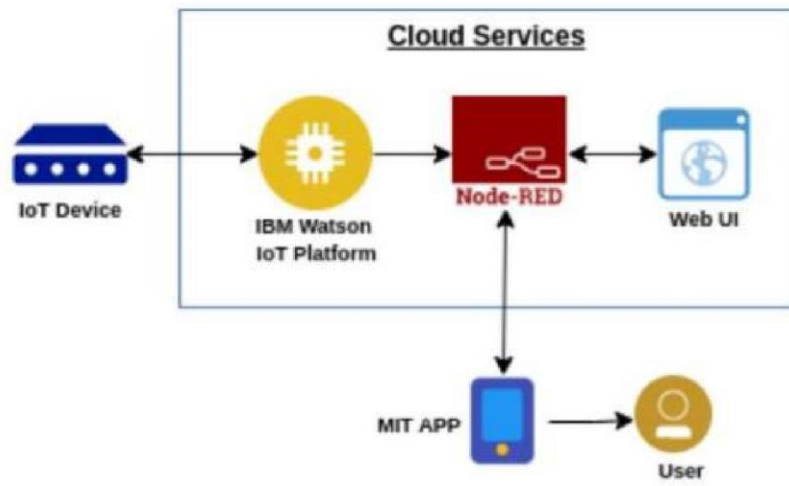 Cloud Services
IoT Device
IBM Watson
IoT Platform
Node-RED
Web UI
MIT APP
User